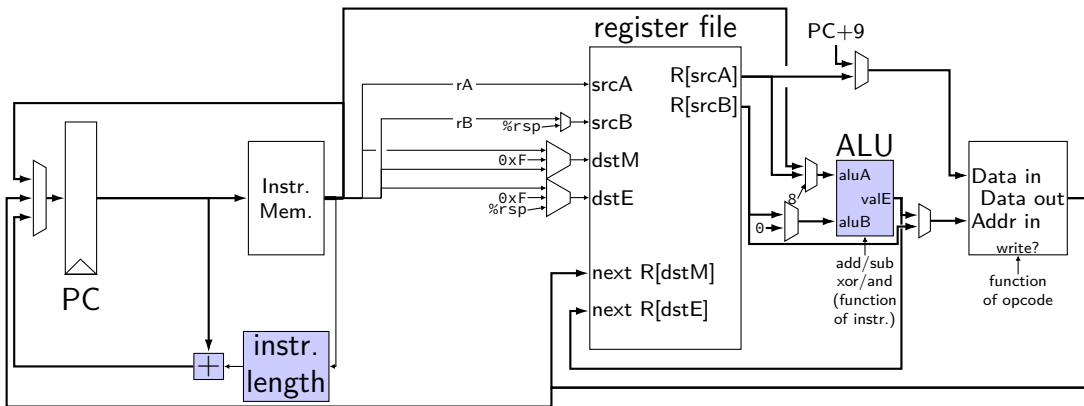 register file
PC+9
R[srcA]
rA
srcA
R[srcB]
rB
%rsp
srcB
ALU
0xF
dstM
Instr.
Mem.
aluA
Data in
8
0xF
dstE
valE
Data out
%rsp
0
aluB
Addr in
write?
add/sub
xor/and
(function
of instr.)
function
of opcode
next R[dstM]
PC
next R[dstE]
+
instr.
length